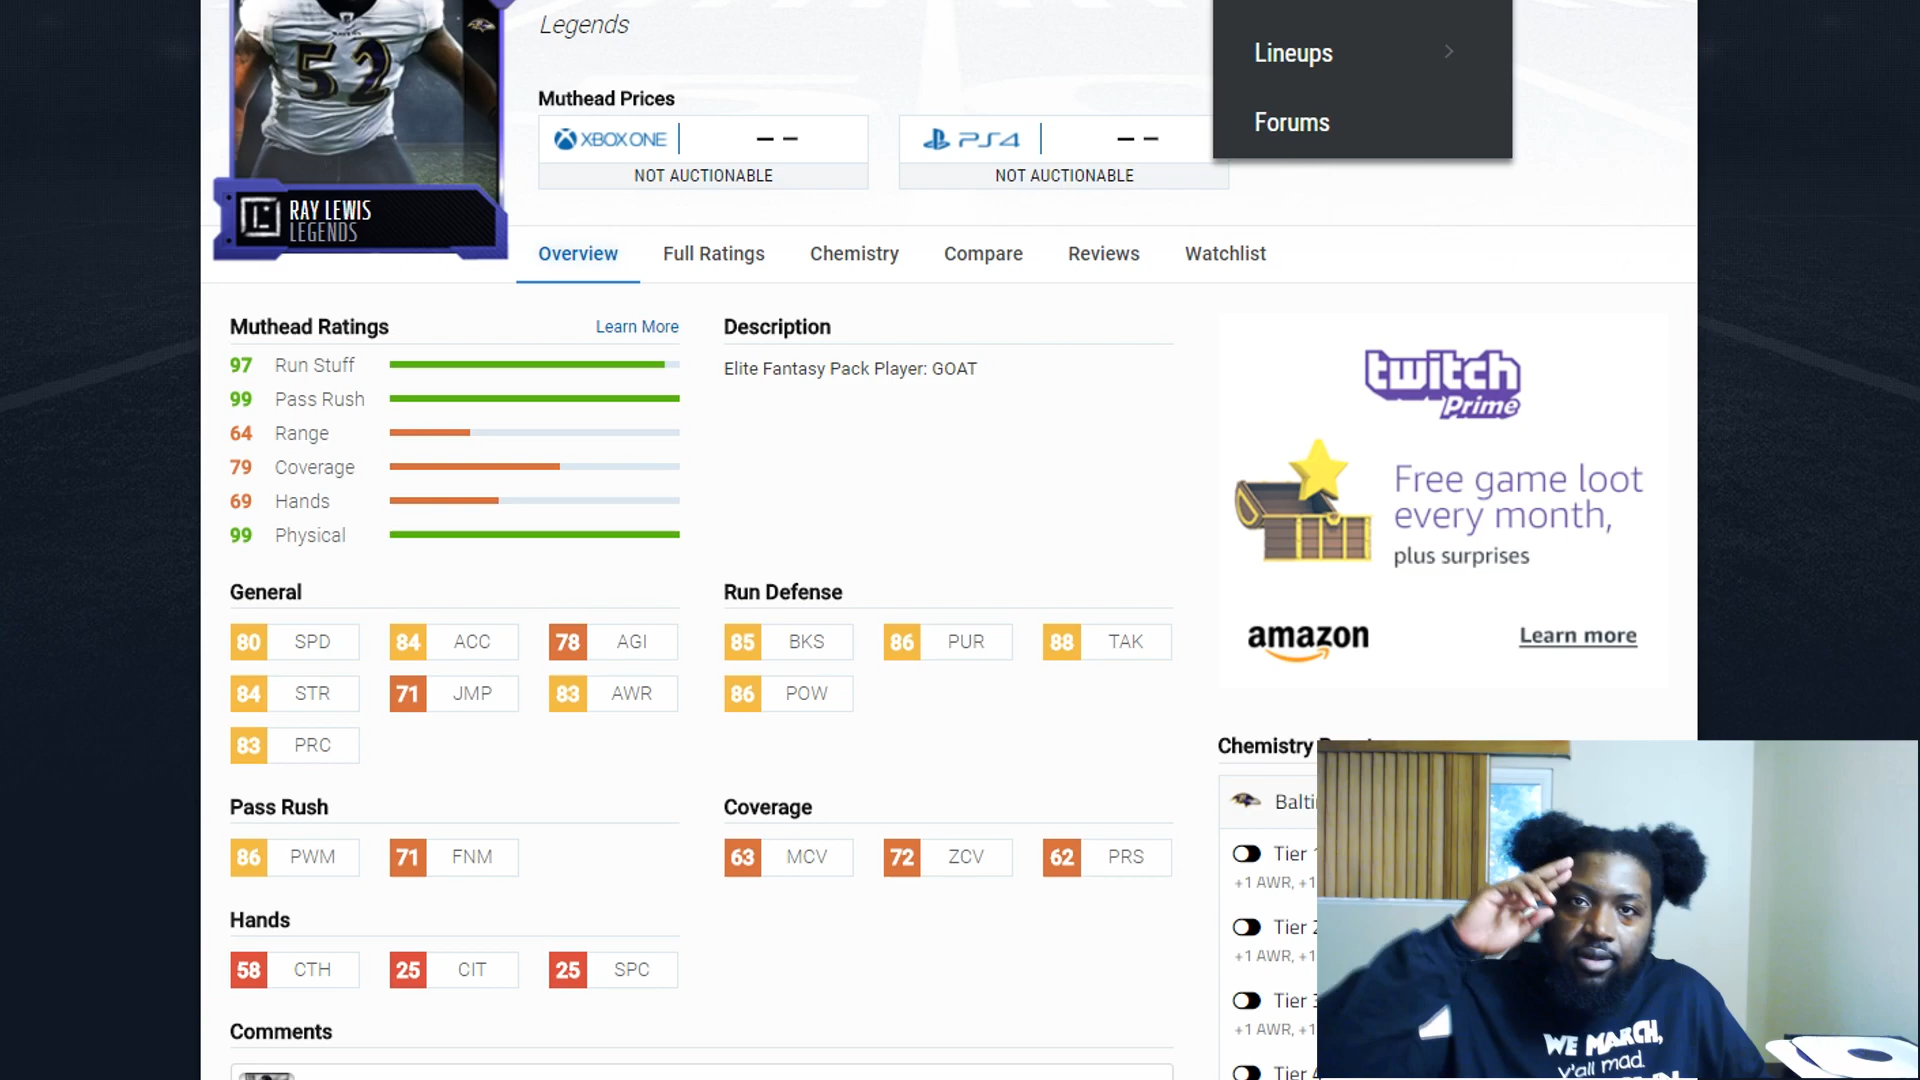 Legends
Muthead Prices
XBOX ONE
– –
NOT AUCTIONABLE
PS4
– –
NOT AUCTIONABLE
Lineups
Forums
52
RAY LEWIS
LEGENDS
Overview
Full Ratings
Chemistry
Compare
Reviews
Watchlist
Muthead Ratings
Learn More
97 Run Stuff
99 Pass Rush
64 Range
79 Coverage
69 Hands
99 Physical
Description
Elite Fantasy Pack Player: GOAT
twitch
Prime
Free game loot
every month,
plus surprises
amazon
Learn more
General
80 SPD
84 ACC
78 AGI
84 STR
71 JMP
83 AWR
83 PRC
Run Defense
85 BKS
86 PUR
88 TAK
86 POW
Pass Rush
86 PWM
71 FNM
Coverage
63 MCV
72 ZCV
62 PRS
Hands
58 CTH
25 CIT
25 SPC
Comments
Chemistry
Balti
Tier 1
+1 AWR, +1
Tier 2
+1 AWR, +1
Tier 3
+1 AWR, +1
Tier 4
WE MARCH,
y'all mad.